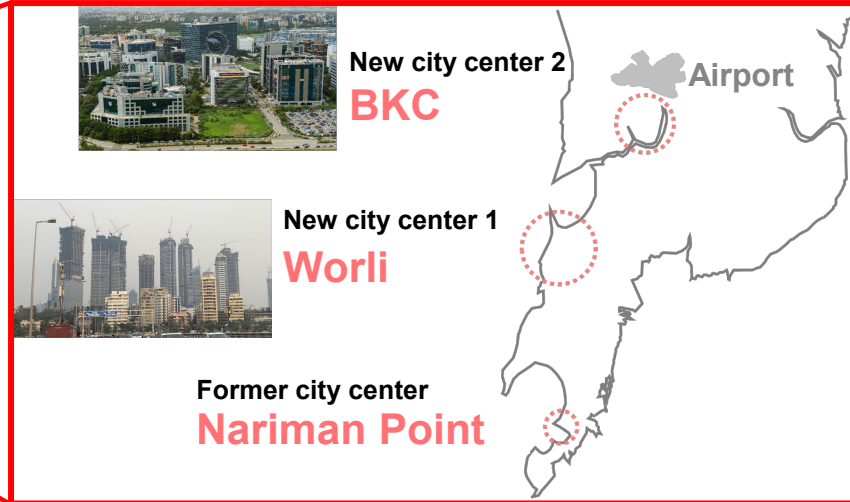 New city center 2
BKC
Airport
New city center 1
Worli
Former city center
Nariman Point